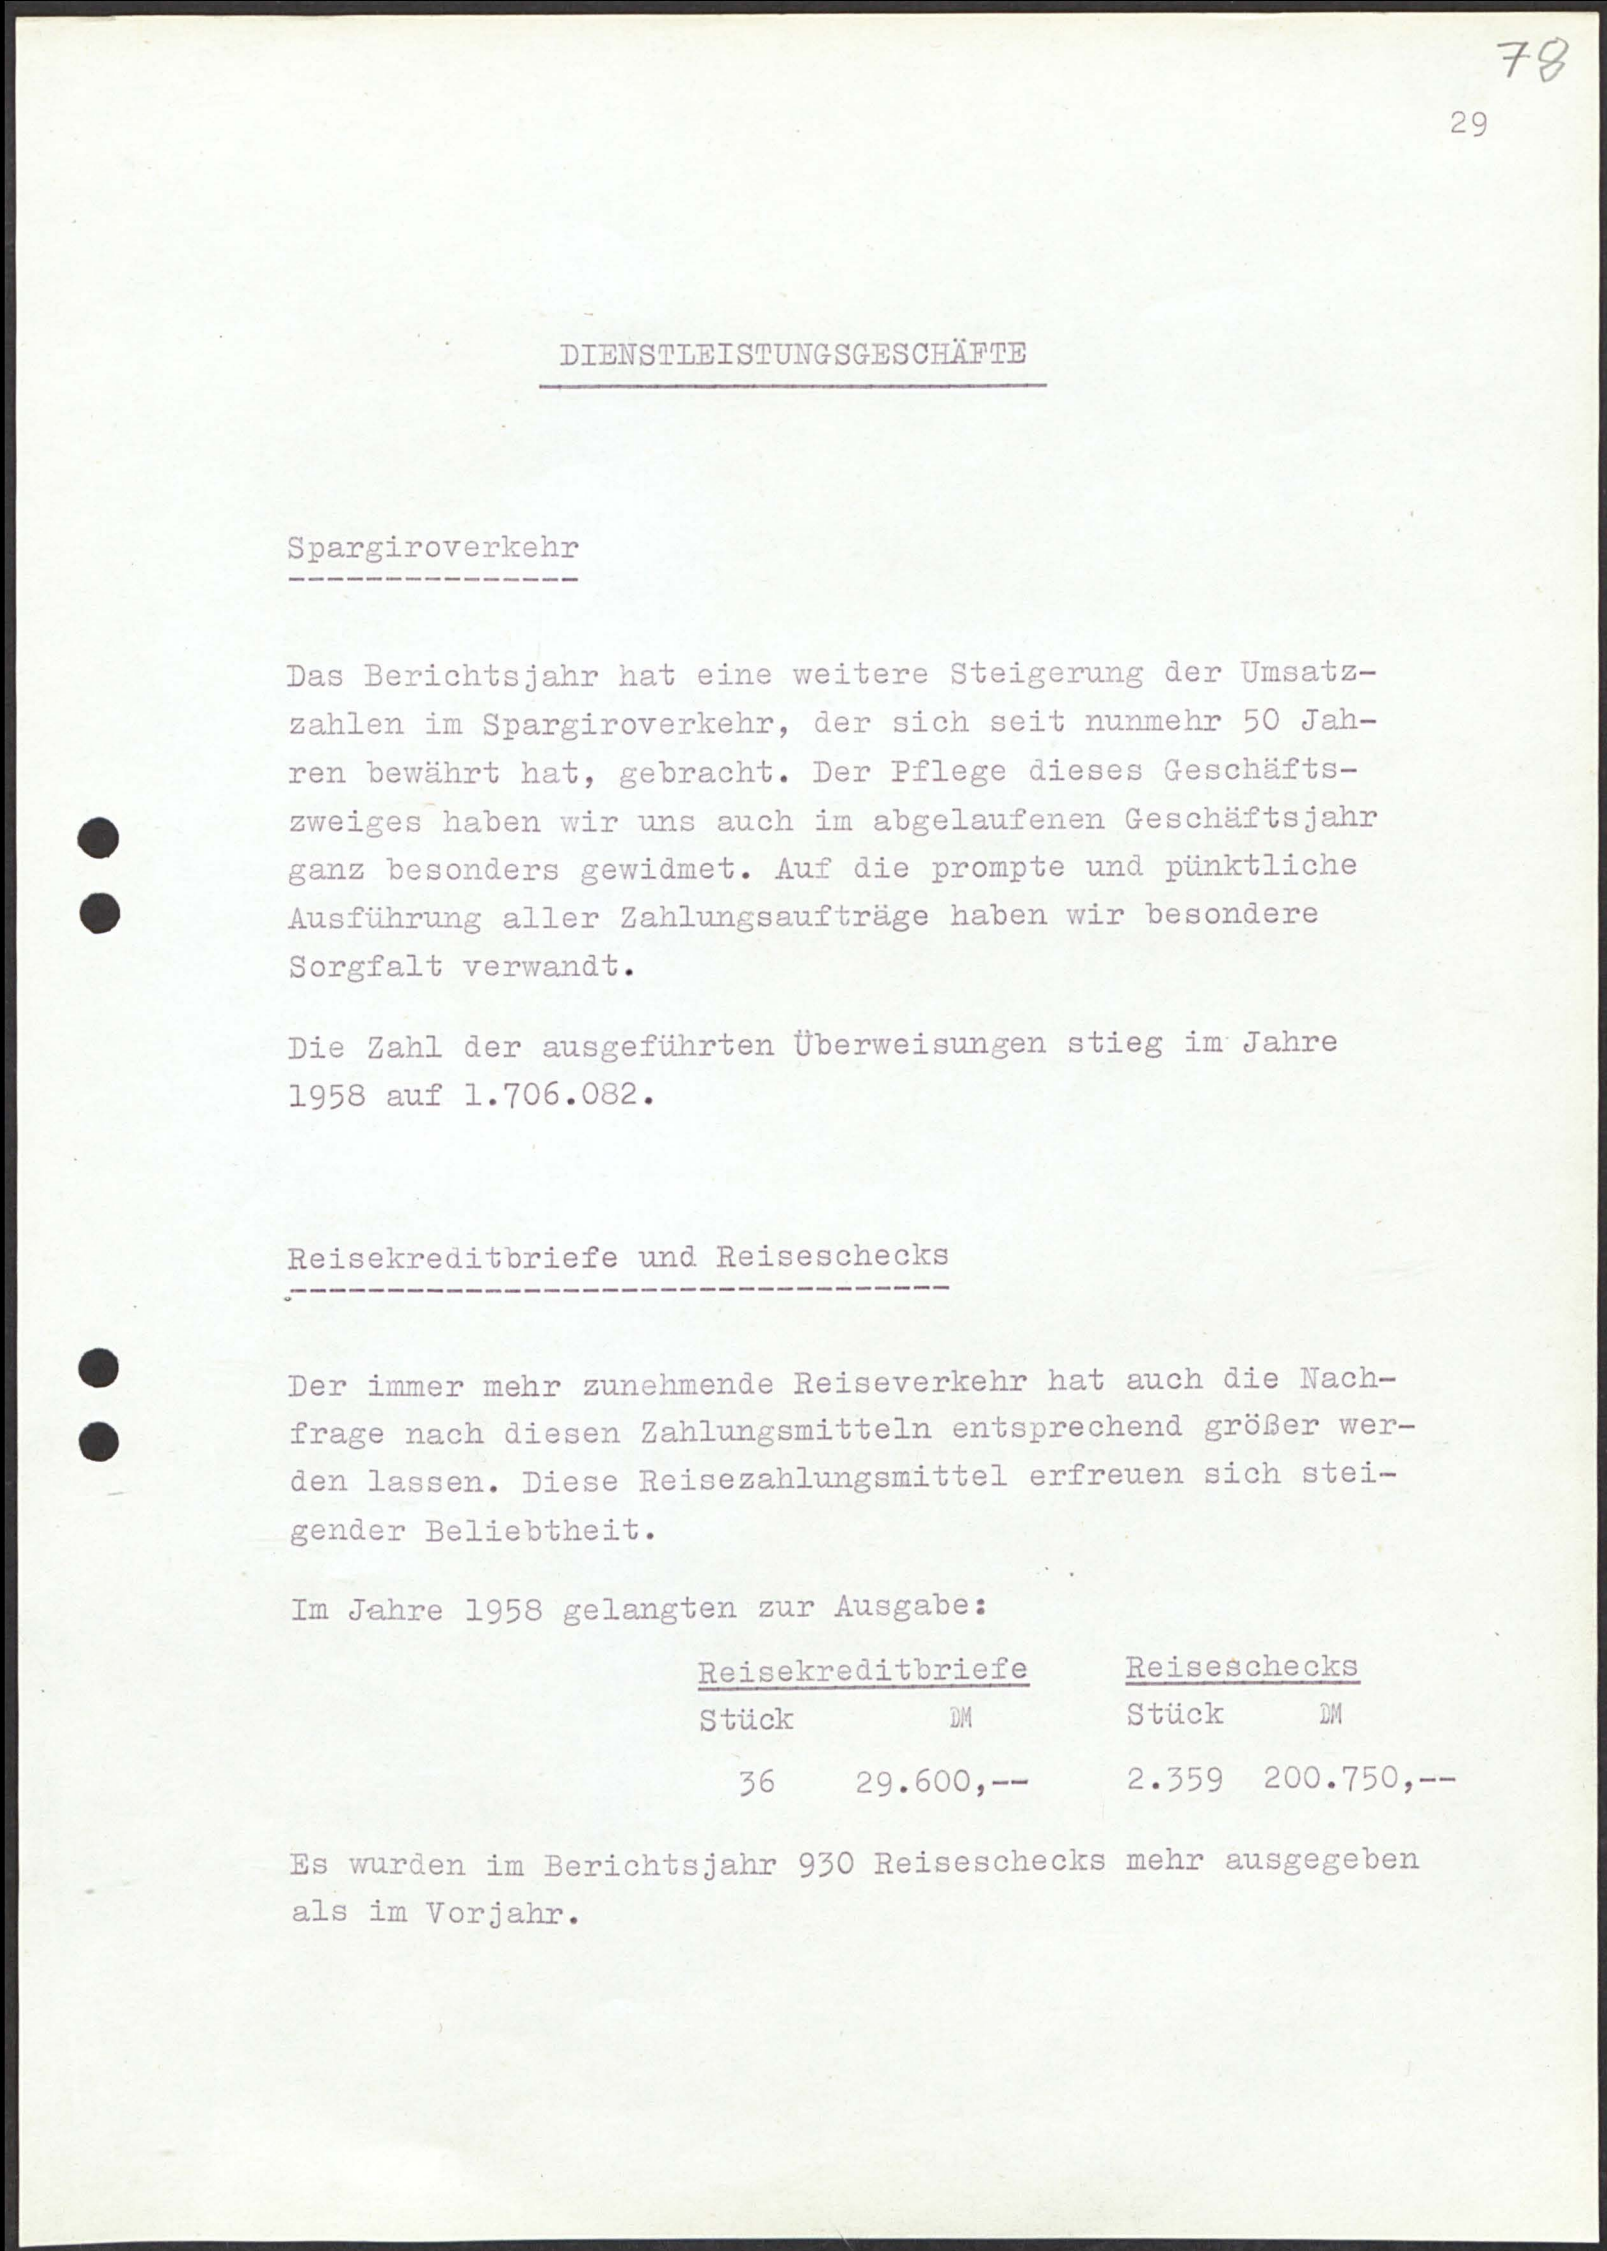 78
29
DIENSTLEISTUNGSGESCHÄFTE
Spargiroverkehr
Das Berichtsjahr hat eine weitere Steigerung der Umsatz-
zahlen im Spargiroverkehr, der sich seit nunmehr 50 Jah-
ren bewährt hat, gebracht. Der Pflege dieses Geschäfts-
zweiges haben wir uns auch im abgelaufenen Geschäftsjahr
ganz besonders gewidmet. Auf die prompte und pünktliche
Ausführung aller Zahlungsaufträge haben wir besondere
Sorgfalt verwandt.
Die Zahl der ausgeführten Überweisungen stieg im Jahre
1958 auf 1.706.082.
Reisekreditbriefe und Reiseschecks
Der immer mehr zunehmende Reiseverkehr hat auch die Nach-
frage nach diesen Zahlungsmitteln entsprechend größer wer-
den lassen. Diese Reisezahlungsmittel erfreuen sich stei-
gender Beliebtheit.
Im Jahre 1958 gelangten zur Ausgabe:
Reisekreditbriefe Reiseschecks
Stück DM Stück DM
36 29.600,-- 2.359 200.750,--
Es wurden im Berichtsjahr 930 Reiseschecks mehr ausgegeben
als im Vorjahr.